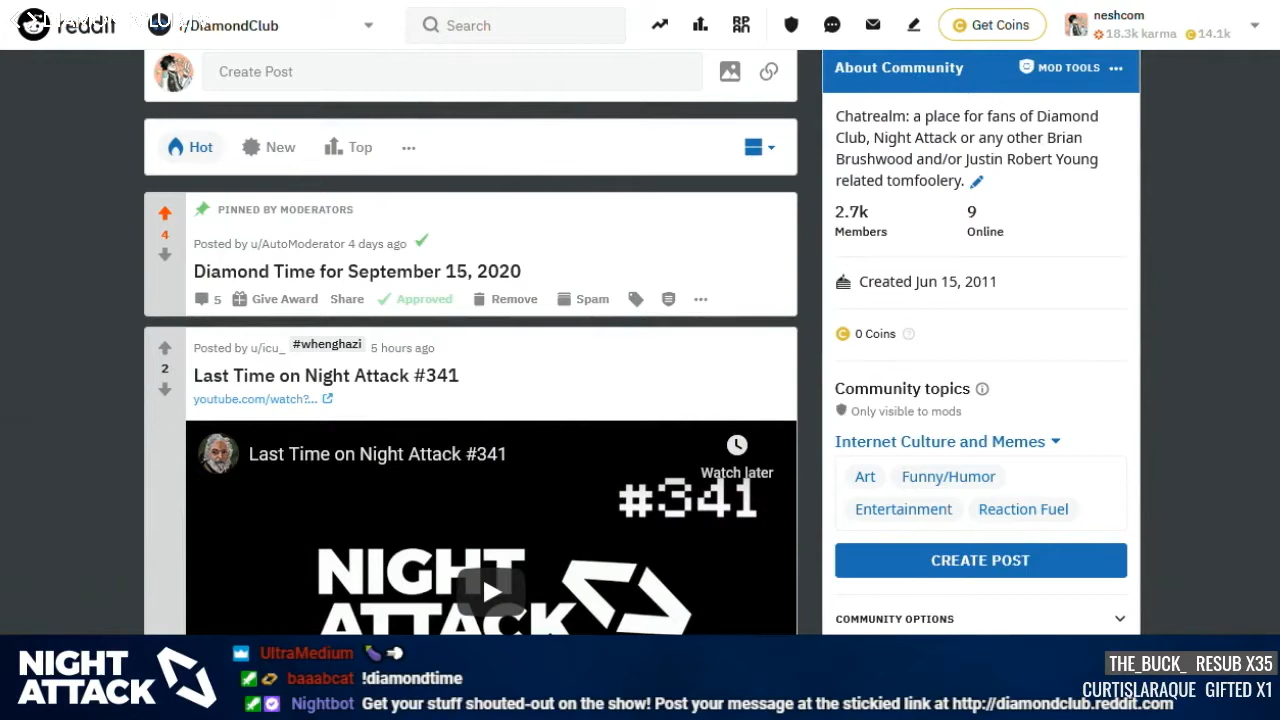 reddit
r/DiamondClub
Search
Get Coins
neshcom
18.3k karma
14.1k
Create Post
Hot
New
Top
PINNED BY MODERATORS
Posted by u/AutoModerator 4 days ago
Diamond Time for September 15, 2020
5
Give Award
Share
Approved
Remove
Spam
4
Posted by u/icu_ #whenghazi 5 hours ago
2
Last Time on Night Attack #341
youtube.com/watch?...
Last Time on Night Attack #341
Watch later
#341
NIGHT
ATTACK
About Community
MOD TOOLS
Chatrealm: a place for fans of Diamond
Club, Night Attack or any other Brian
Brushwood and/or Justin Robert Young
related tomfoolery.
2.7k
9
Members
Online
Created Jun 15, 2011
0 Coins
Community topics
Only visible to mods
Internet Culture and Memes
Art
Funny/Humor
Entertainment
Reaction Fuel
CREATE POST
COMMUNITY OPTIONS
NIGHT
ATTACK
UltraMedium
baaabcat !diamondtime
Nightbot Get your stuff shouted-out on the show! Post your message at the stickied link at http://diamondclub.reddit.com
THE_BUCK_ RESUB X35
CURTISLARAQUE GIFTED X1